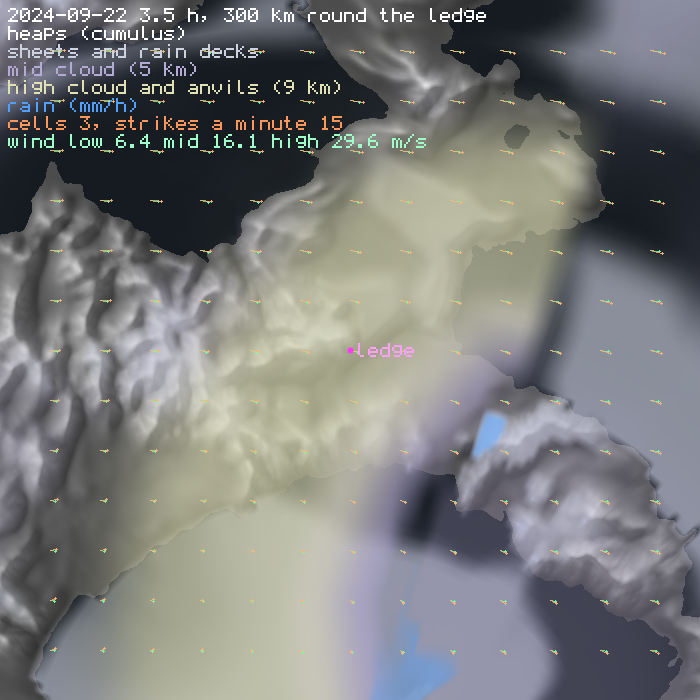 2024-09-22 3.5 h, 300 km round the ledge
heaPs (cumulus)
sheets and rain decks
mid cloud (5 km)
high cloud and anvils (9 km)
rain (mm/h)
cells 3, strikes a minute 15
wind low 6.4 mid 16.1 high 29.6 m/s
ledge